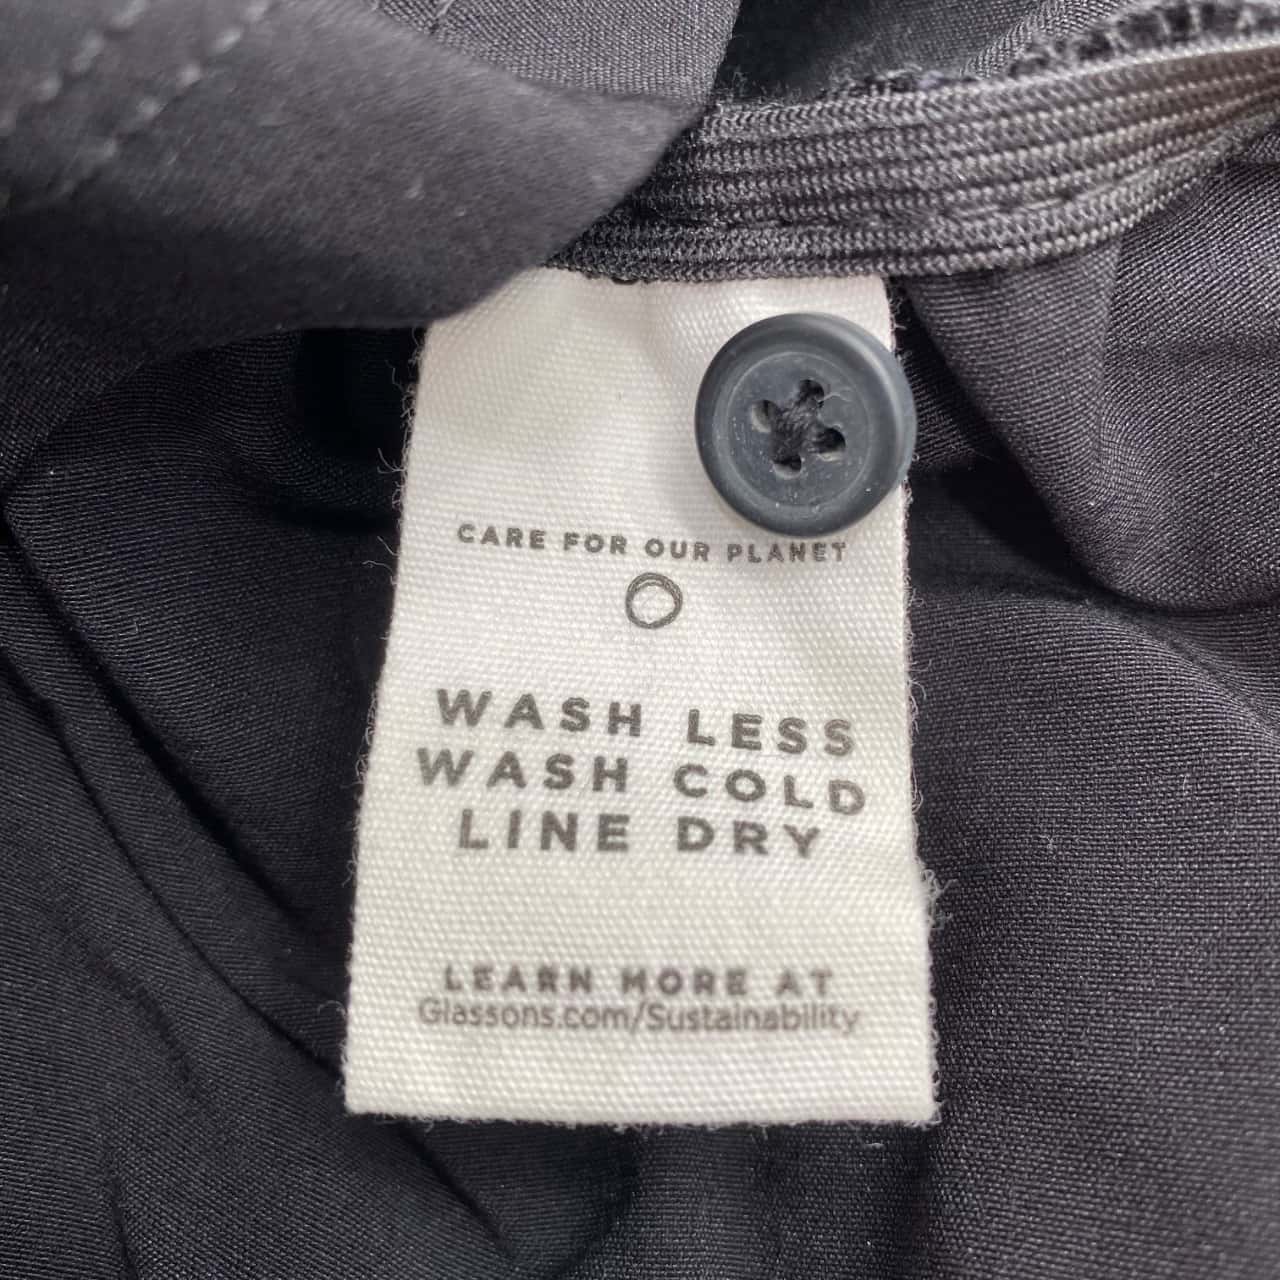 CARE FOR OUR PLANET
WASH LESS
WASH COLD
LINE DRY
LEARN MORE AT
Glassons.com/Sustainability